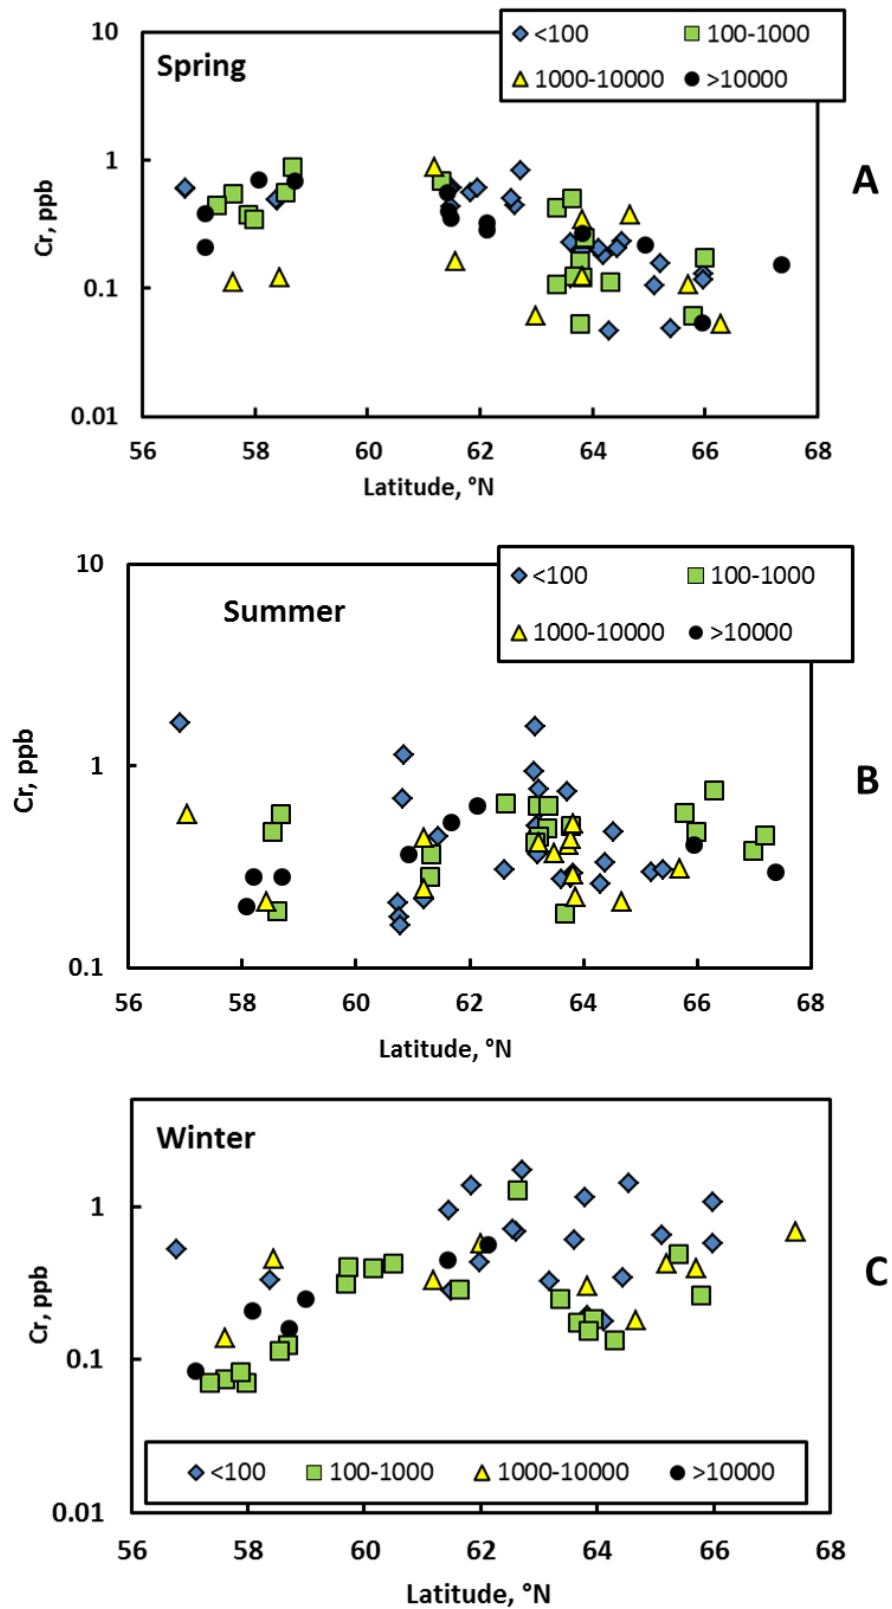 10
<100 100-1000
Spring
1000-10000 >10000
1
A
Cr, ppb
0.1
0.01
56 58 60 62 64 66 68
Latitude, °N
10
<100 100-1000
Summer
1000-10000 >10000
1
B
Cr, ppb
0.1
56 58 60 62 64 66 68
Latitude, °N
Winter
1
C
Cr, ppb
0.1
<100 100-1000 1000-10000 >10000
0.01
56 58 60 62 64 66 68
Latitude, °N